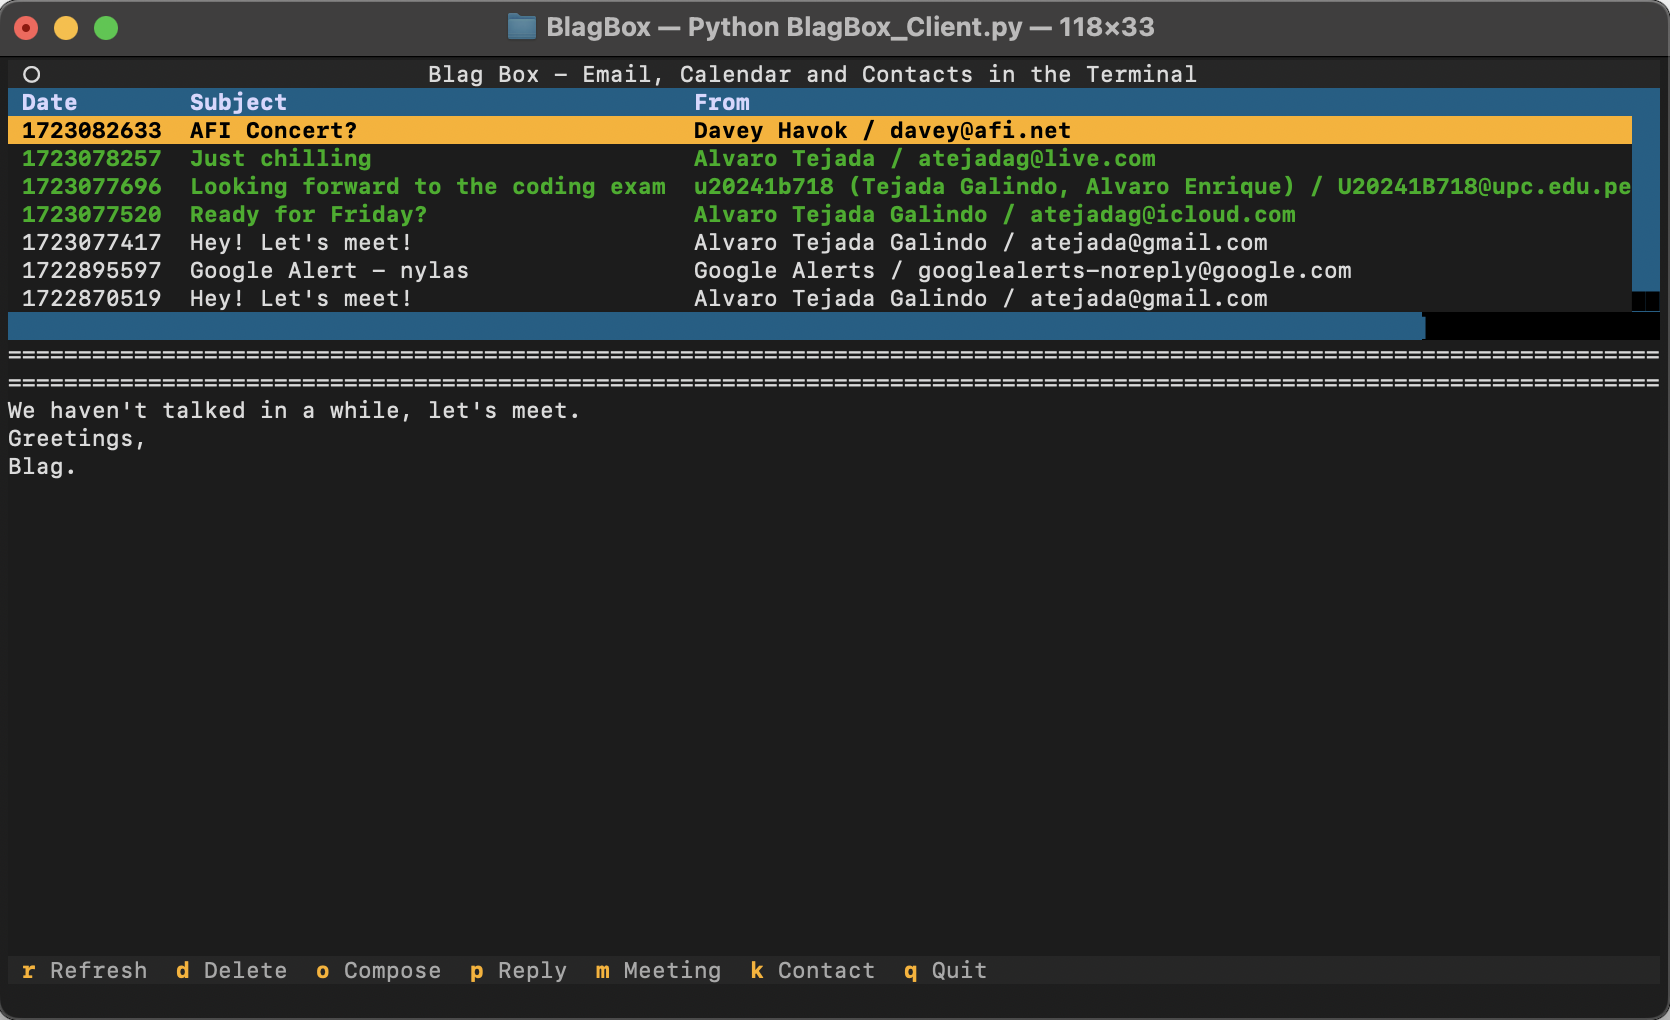 BlagBox — Python BlagBox_Client.py — 118×33
Blag Box – Email, Calendar and Contacts in the Terminal
Date Subject From
1723082633 AFI Concert? Davey Havok / davey@afi.net
1723078257 Just chilling Alvaro Tejada / atejadag@live.com
1723077696 Looking forward to the coding exam u20241b718 (Tejada Galindo, Alvaro Enrique) / U20241B718@upc.edu.pe
1723077520 Ready for Friday? Alvaro Tejada Galindo / atejadag@icloud.com
1723077417 Hey! Let's meet! Alvaro Tejada Galindo / atejada@gmail.com
1722895597 Google Alert – nylas Google Alerts / googlealerts-noreply@google.com
1722870519 Hey! Let's meet! Alvaro Tejada Galindo / atejada@gmail.com
======================================================================================================================
======================================================================================================================
We haven't talked in a while, let's meet.
Greetings,
Blag.
r Refresh d Delete o Compose p Reply m Meeting k Contact q Quit